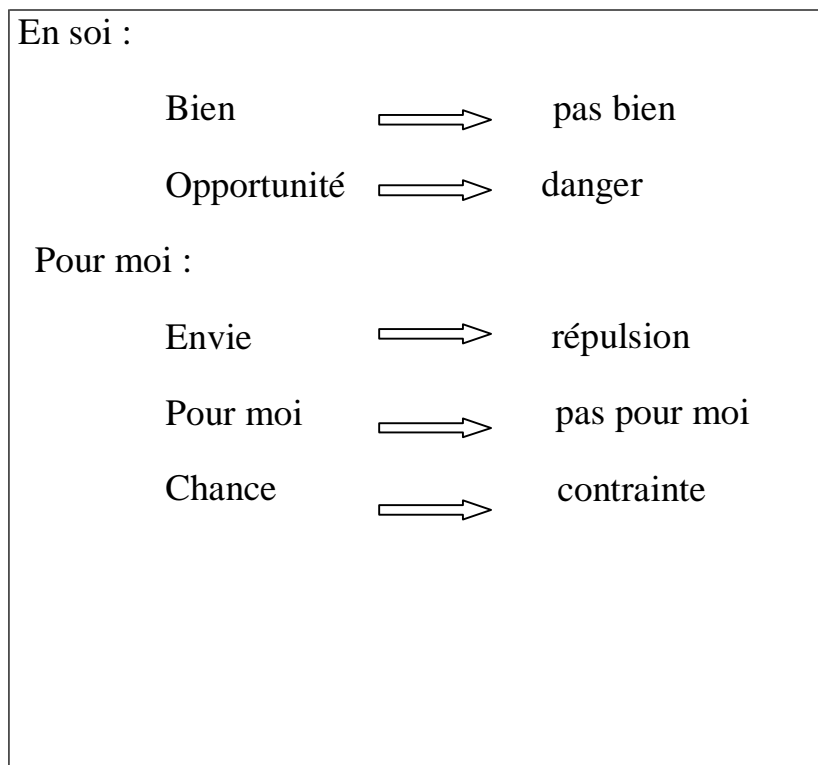 En soi :
Bien pas bien
Opportunité danger
Pour moi :
Envie répulsion
Pour moi pas pour moi
Chance contrainte